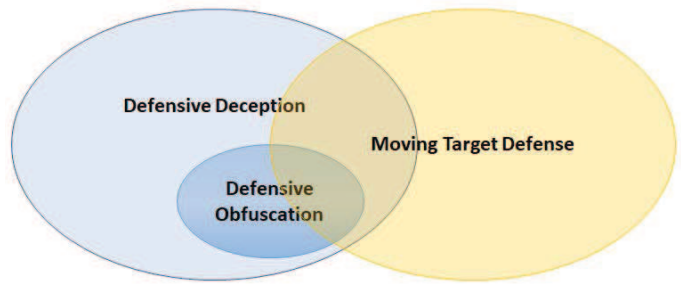 Defensive Deception
Moving Target Defense
Defensive
Obfuscation